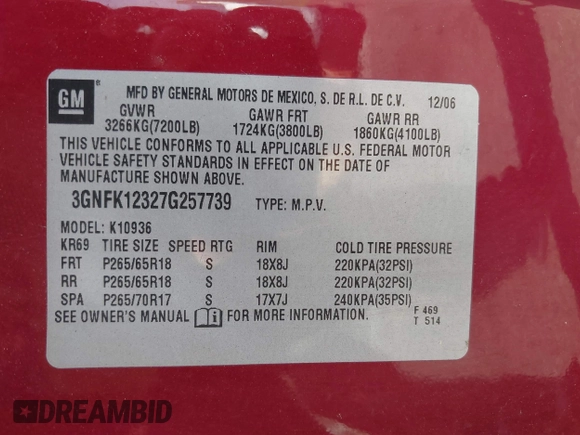 GM ® MFD BY GENERAL MOTORS DE MEXICO, S. DE R.L. DE C.V. 12/06
GVWR GAWR FRT GAWR RR
3266KG(7200LB) 1724KG(3800LB) 1860KG(4100LB)
THIS VEHICLE CONFORMS TO ALL APPLICABLE U.S. FEDERAL MOTOR
VEHICLE SAFETY STANDARDS IN EFFECT ON THE DATE OF
MANUFACTURE SHOWN ABOVE.
3GNFK12327G257739 TYPE: M.P.V.
MODEL: K10936
KR69 TIRE SIZE SPEED RTG RIM COLD TIRE PRESSURE
FRT P265/65R18 S 18X8J 220KPA(32PSI)
RR P265/65R18 S 18X8J 220KPA(32PSI)
SPA P265/70R17 S 17X7J 240KPA(35PSI)
SEE OWNER'S MANUAL FOR MORE INFORMATION.
F 469
T 514
DREAMBID